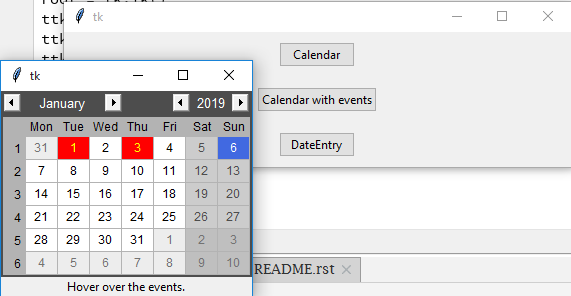 root = tk.Tk()
ttk
ttk
ttk
tk
Calendar
Calendar with events
DateEntry
tk
January 2019
Mon Tue Wed Thu Fri Sat Sun
1 31 1 2 3 4 5 6
2 7 8 9 10 11 12 13
3 14 15 16 17 18 19 20
4 21 22 23 24 25 26 27
5 28 29 30 31 1 2 3
6 4 5 6 7 8 9 10
Hover over the events.
README.rst